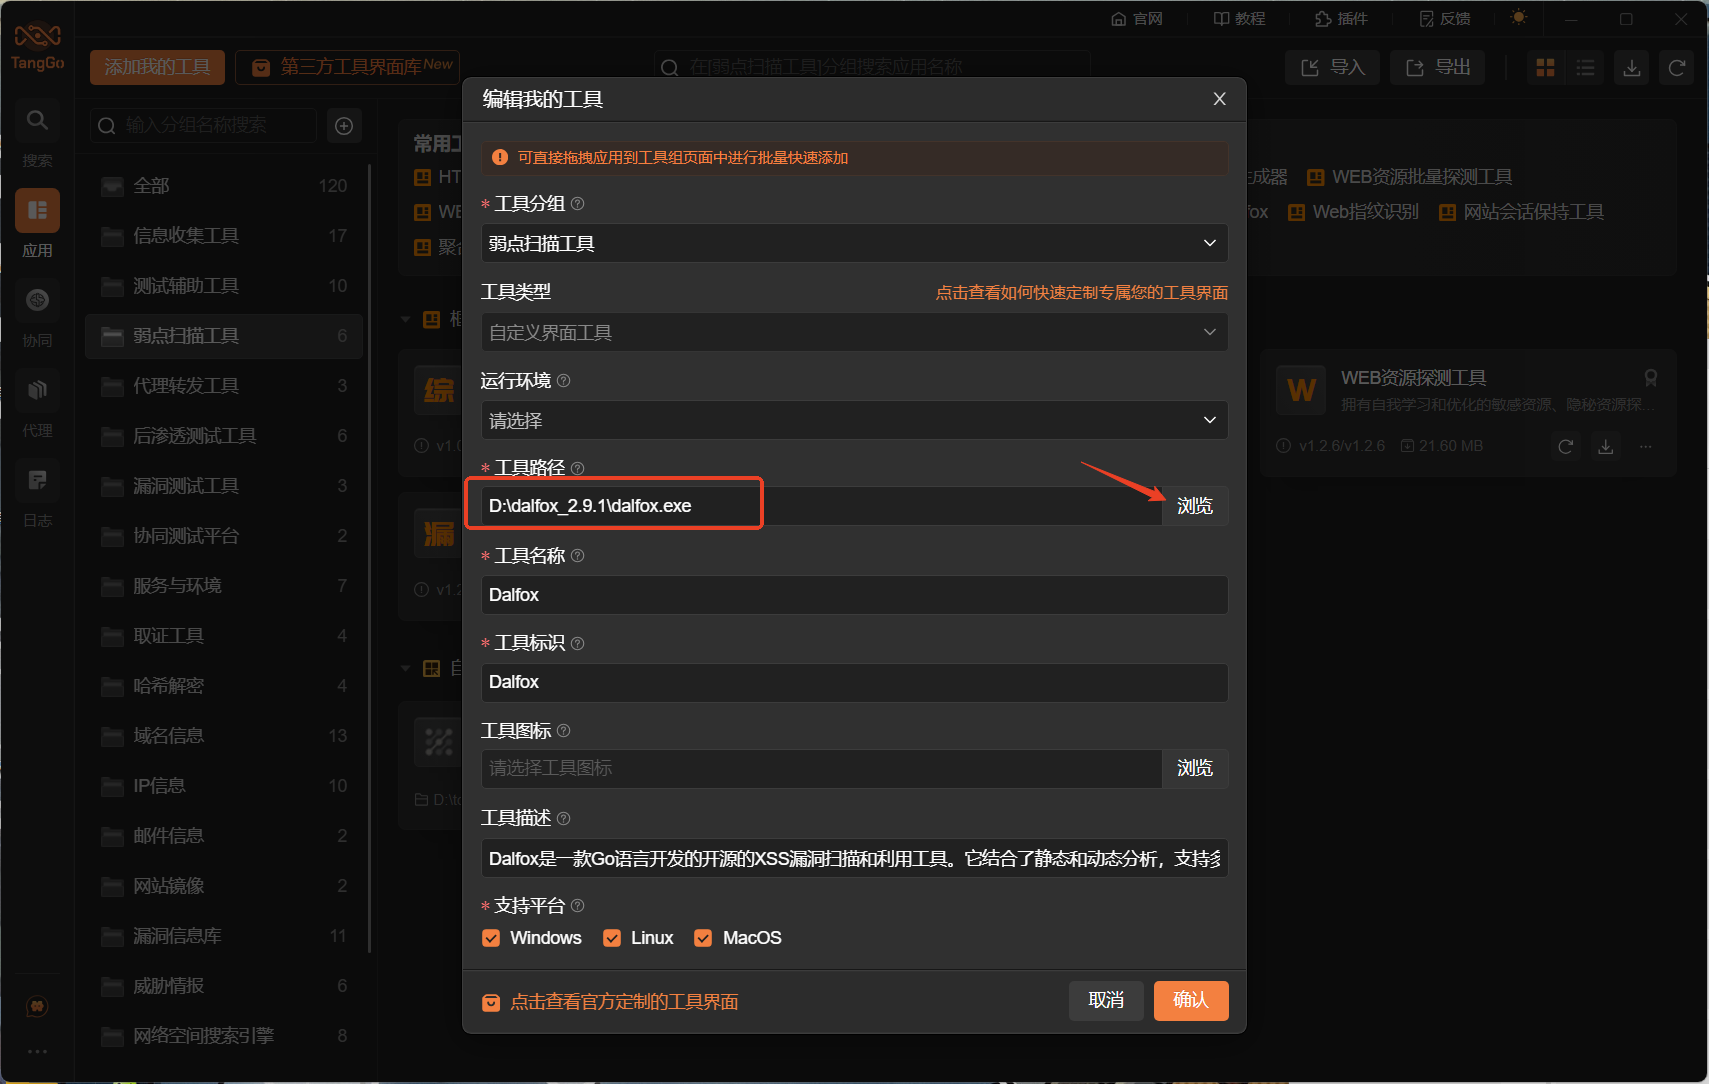 官网
教程
插件
反馈
TangGo
添加我的工具
第三方工具界面库New
在[弱点扫描工具]分组搜索应用名称
导入
导出
搜索
应用
协同
代理
日志
输入分组名称搜索
全部 120
信息收集工具 17
测试辅助工具 10
弱点扫描工具 6
代理转发工具 3
后渗透测试工具 6
漏洞测试工具 3
协同测试平台 2
服务与环境 7
取证工具 4
哈希解密 4
域名信息 13
IP信息 10
邮件信息 2
网站镜像 2
漏洞信息库 11
威胁情报 6
网络空间搜索引擎 8
常用工
HT
生成器
WEB资源批量探测工具
WE
fox
Web指纹识别
网站会话保持工具
聚合
综
v1.0
漏
v1.2
自
D:\to
W
WEB资源探测工具
拥有自我学习和优化的敏感资源、隐秘资源探...
v1.2.6/v1.2.6
21.60 MB
编辑我的工具
可直接拖拽应用到工具组页面中进行批量快速添加
* 工具分组
弱点扫描工具
工具类型
点击查看如何快速定制专属您的工具界面
自定义界面工具
运行环境
请选择
* 工具路径
D:\dalfox_2.9.1\dalfox.exe
浏览
* 工具名称
Dalfox
* 工具标识
Dalfox
工具图标
请选择工具图标
浏览
工具描述
Dalfox是一款Go语言开发的开源的XSS漏洞扫描和利用工具。它结合了静态和动态分析，支持多
* 支持平台
Windows
Linux
MacOS
点击查看官方定制的工具界面
取消
确认